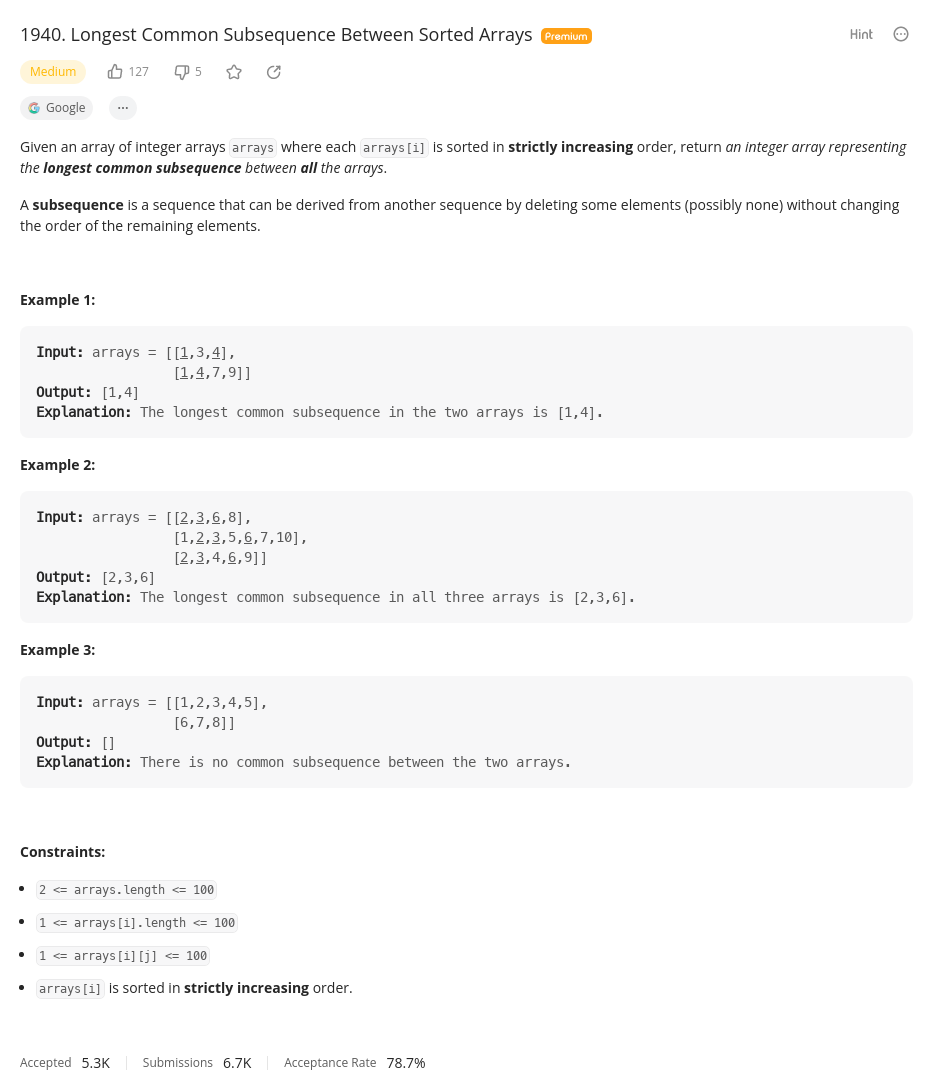 1940. Longest Common Subsequence Between Sorted Arrays Premium Hint
Medium 127 5
Google ...
Given an array of integer arrays arrays where each arrays[i] is sorted in strictly increasing order, return an integer array representing
the longest common subsequence between all the arrays.
A subsequence is a sequence that can be derived from another sequence by deleting some elements (possibly none) without changing
the order of the remaining elements.
Example 1:
Input: arrays = [[1,3,4],
[1,4,7,9]]
Output: [1,4]
Explanation: The longest common subsequence in the two arrays is [1,4].
Example 2:
Input: arrays = [[2,3,6,8],
[1,2,3,5,6,7,10],
[2,3,4,6,9]]
Output: [2,3,6]
Explanation: The longest common subsequence in all three arrays is [2,3,6].
Example 3:
Input: arrays = [[1,2,3,4,5],
[6,7,8]]
Output: []
Explanation: There is no common subsequence between the two arrays.
Constraints:
• 2 <= arrays.length <= 100
• 1 <= arrays[i].length <= 100
• 1 <= arrays[i][j] <= 100
• arrays[i] is sorted in strictly increasing order.
Accepted 5.3K Submissions 6.7K Acceptance Rate 78.7%